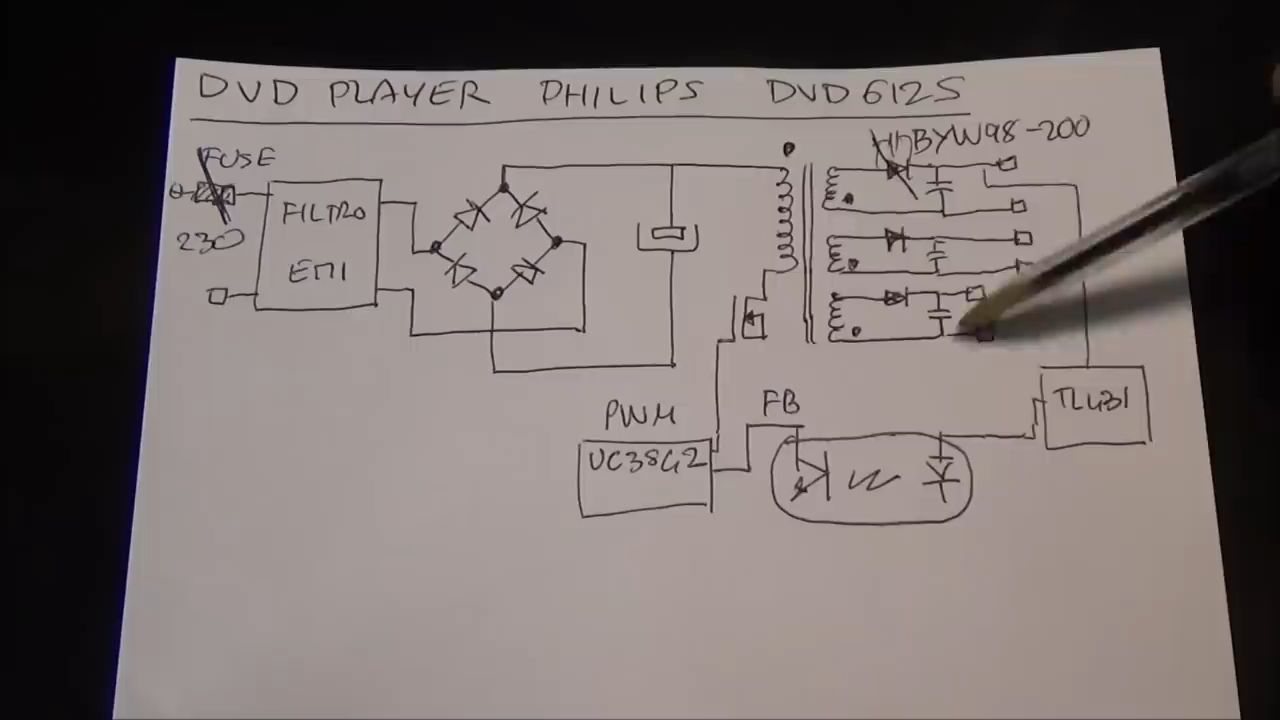 DVD PLAYER PHILIPS DVD612S
BYW98-200
FUSE
230
FILTRO
EMI
PWM
UC3842
FB
TL431